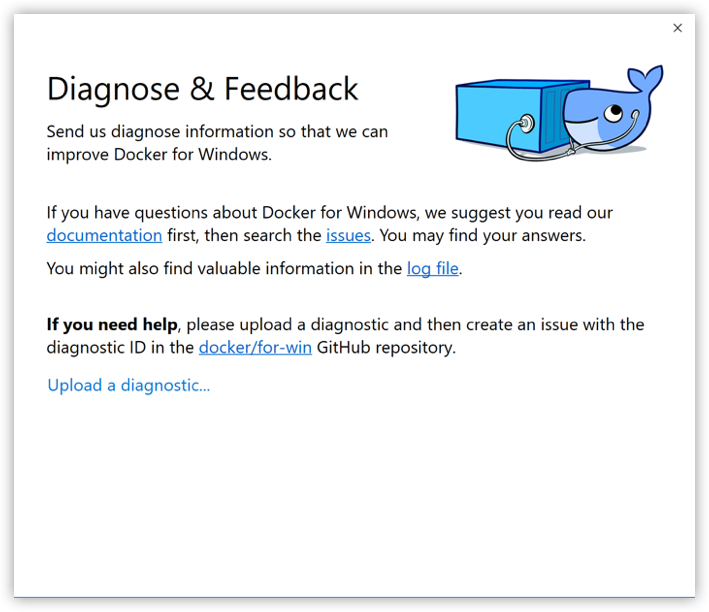 Diagnose & Feedback
Send us diagnose information so that we can
improve Docker for Windows.
If you have questions about Docker for Windows, we suggest you read our
documentation first, then search the issues. You may find your answers.
You might also find valuable information in the log file.
If you need help, please upload a diagnostic and then create an issue with the
diagnostic ID in the docker/for-win GitHub repository.
Upload a diagnostic...